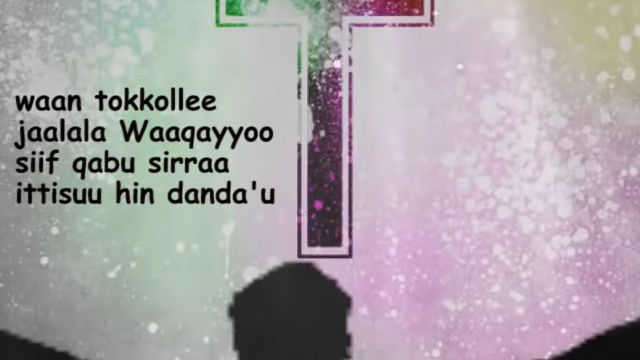 waan tokkollee
jaalala Waaqayyoo
siif qabu sirraa
ittisuu hin danda'u